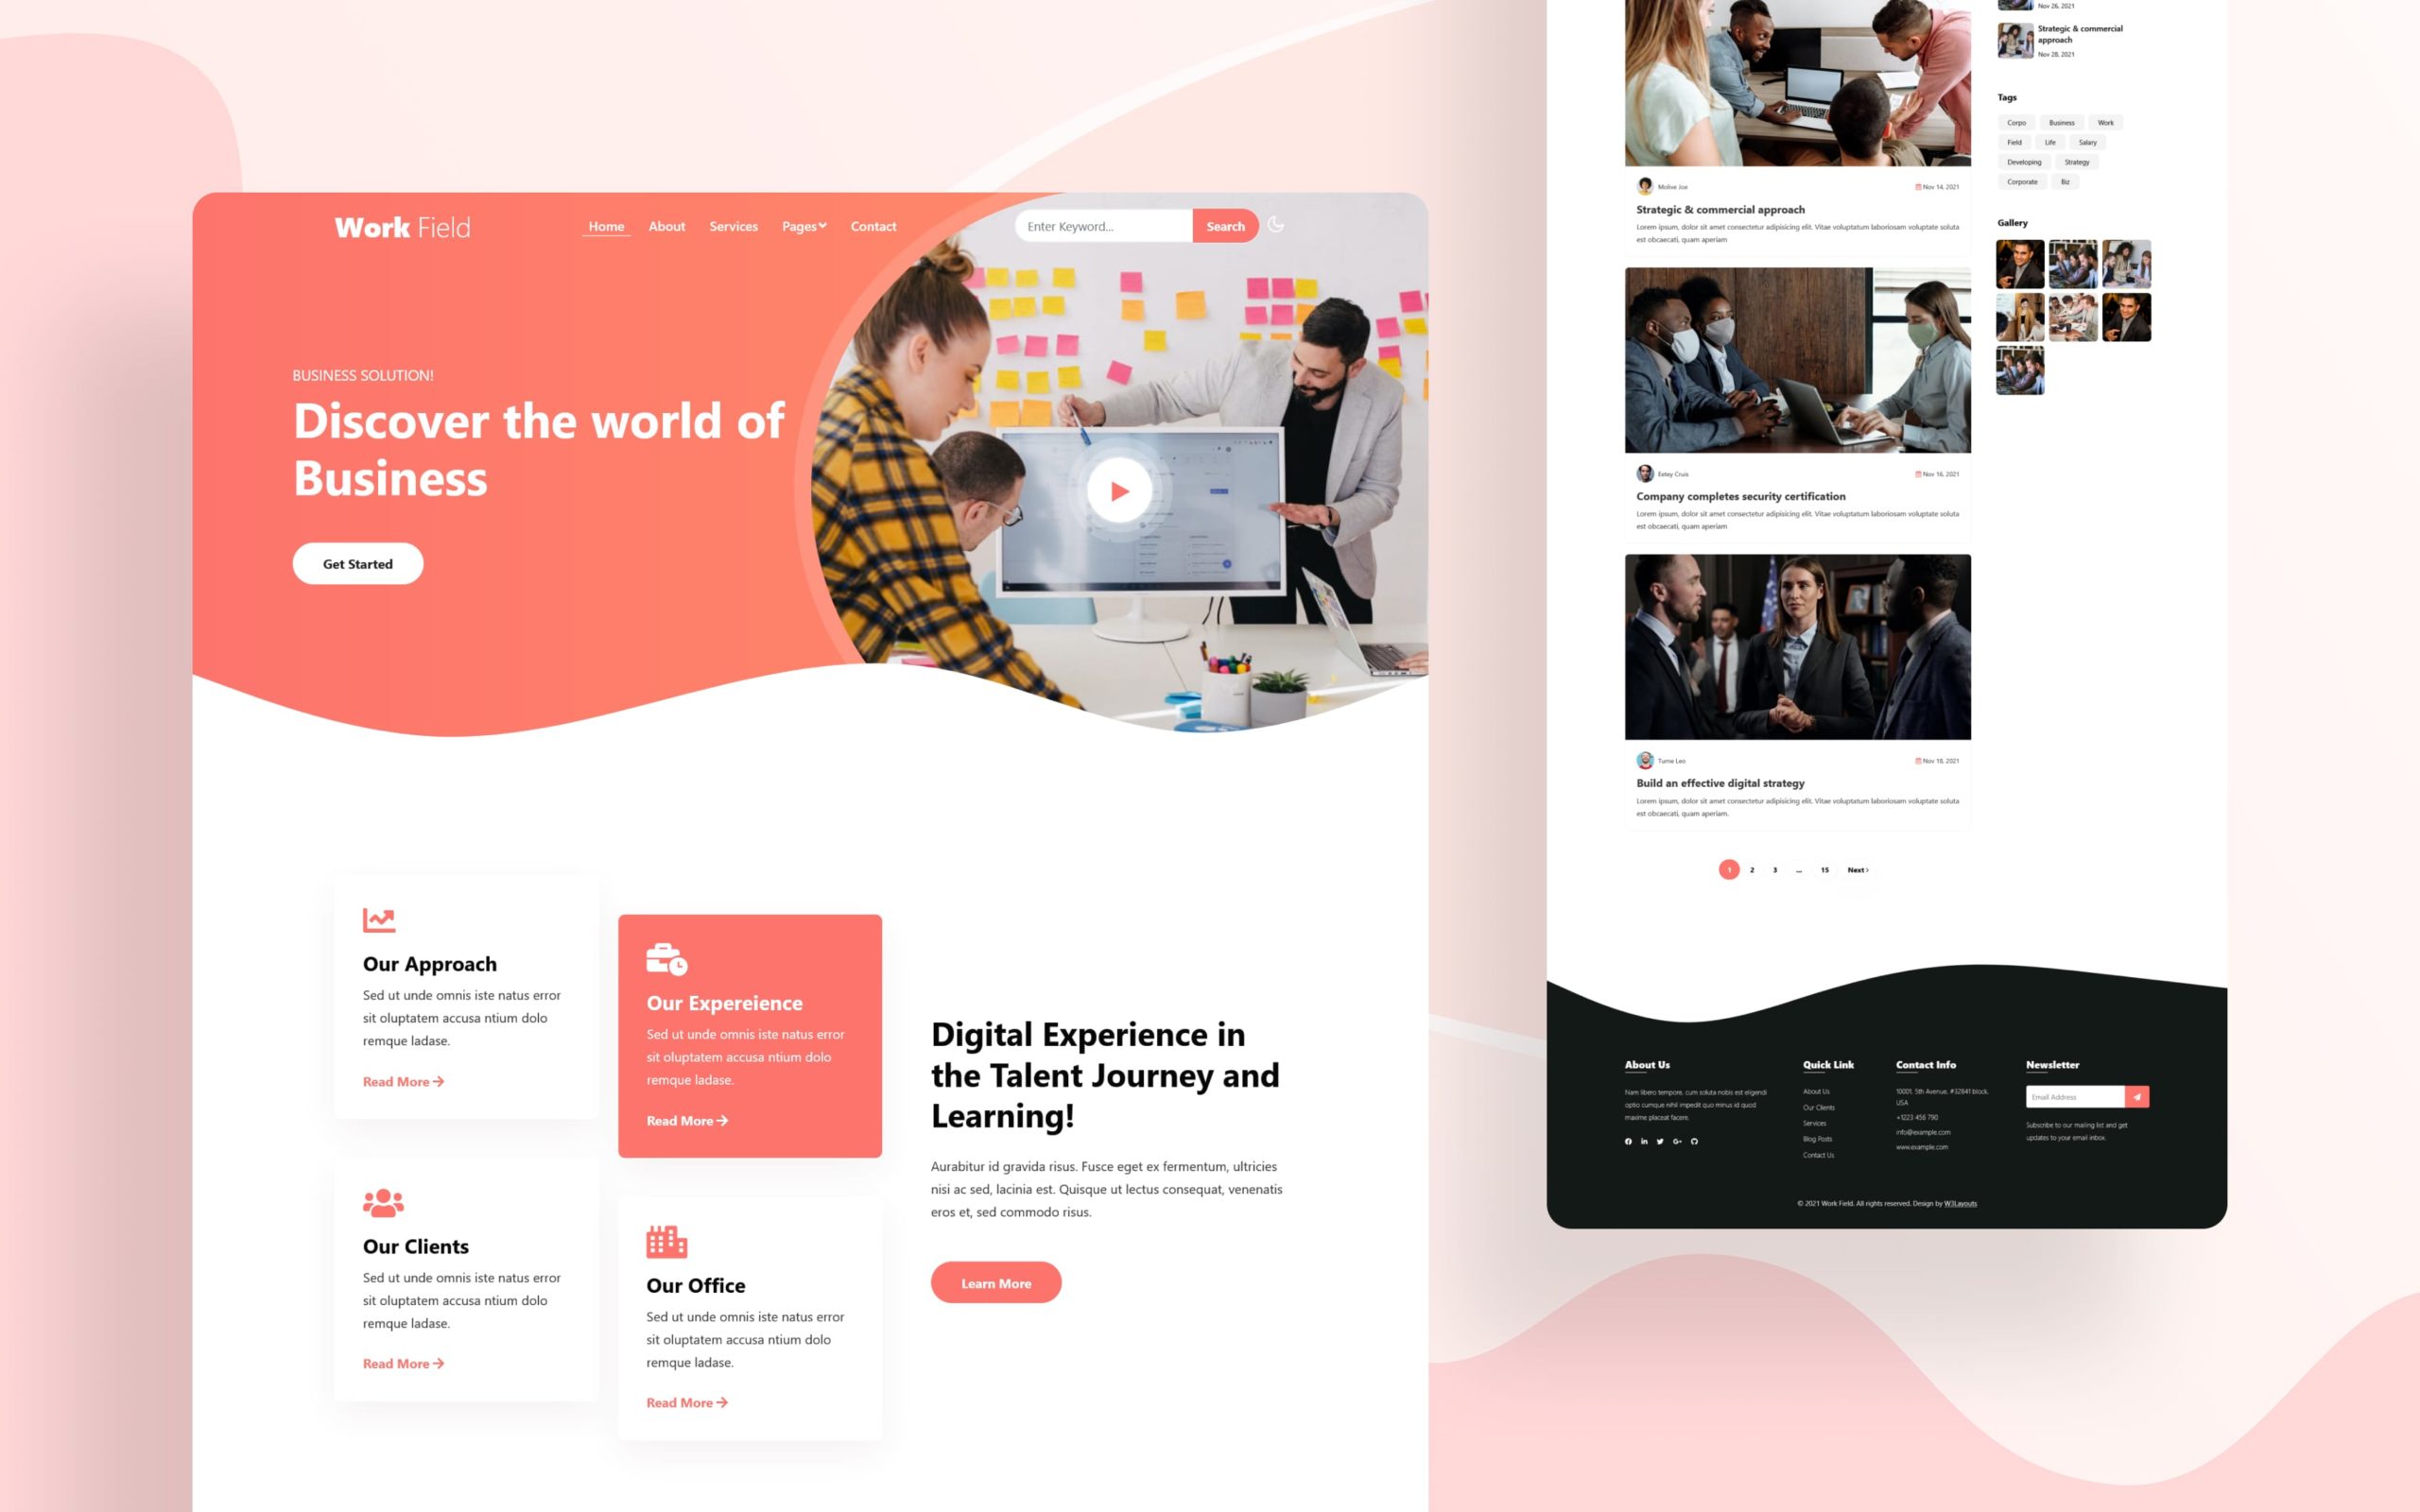 Work Field
Home About Services Pages Contact
Enter Keyword... Search
BUSINESS SOLUTION!
Discover the world of
Business
Get Started
Our Approach
Sed ut unde omnis iste natus error
sit oluptatem accusa ntium dolo
remque ladase.
Read More
Our Expereience
Sed ut unde omnis iste natus error
sit oluptatem accusa ntium dolo
remque ladase.
Read More
Our Clients
Sed ut unde omnis iste natus error
sit oluptatem accusa ntium dolo
remque ladase.
Read More
Our Office
Sed ut unde omnis iste natus error
sit oluptatem accusa ntium dolo
remque ladase.
Read More
Digital Experience in
the Talent Journey and
Learning!
Aurabitur id gravida risus. Fusce eget ex fermentum, ultricies
nisi ac sed, lacinia est. Quisque ut lectus consequat, venenatis
eros et, sed commodo risus.
Learn More
Molive Joe Nov 14, 2021
Strategic & commercial approach
Lorem ipsum, dolor sit amet consectetur adipisicing elit. Vitae voluptatum laboriosam voluptate soluta
est obcaecati, quam aperiam
Eetey Cruis Nov 16, 2021
Company completes security certification
Lorem ipsum, dolor sit amet consectetur adipisicing elit. Vitae voluptatum laboriosam voluptate soluta
est obcaecati, quam aperiam
Turne Leo Nov 18, 2021
Build an effective digital strategy
Lorem ipsum, dolor sit amet consectetur adipisicing elit. Vitae voluptatum laboriosam voluptate soluta
est obcaecati, quam aperiam.
1 2 3 ... 15 Next
Nov 26, 2021
Strategic & commercial
approach
Nov 28, 2021
Tags
Corpo Business Work
Field Life Salary
Developing Strategy
Corporate Biz
Gallery
About Us
Nam libero tempore, cum soluta nobis est eligendi
optio cumque nihil impedit quo minus id quod
maxime placeat facere.
Quick Link
About Us
Our Clients
Services
Blog Posts
Contact Us
Contact Info
10001, 5th Avenue, #32841 block,
USA
+1223 456 790
info@example.com
www.example.com
Newsletter
Email Address
Subscribe to our mailing list and get
updates to your email inbox.
© 2021 Work Field. All rights reserved. Design by W3Layouts